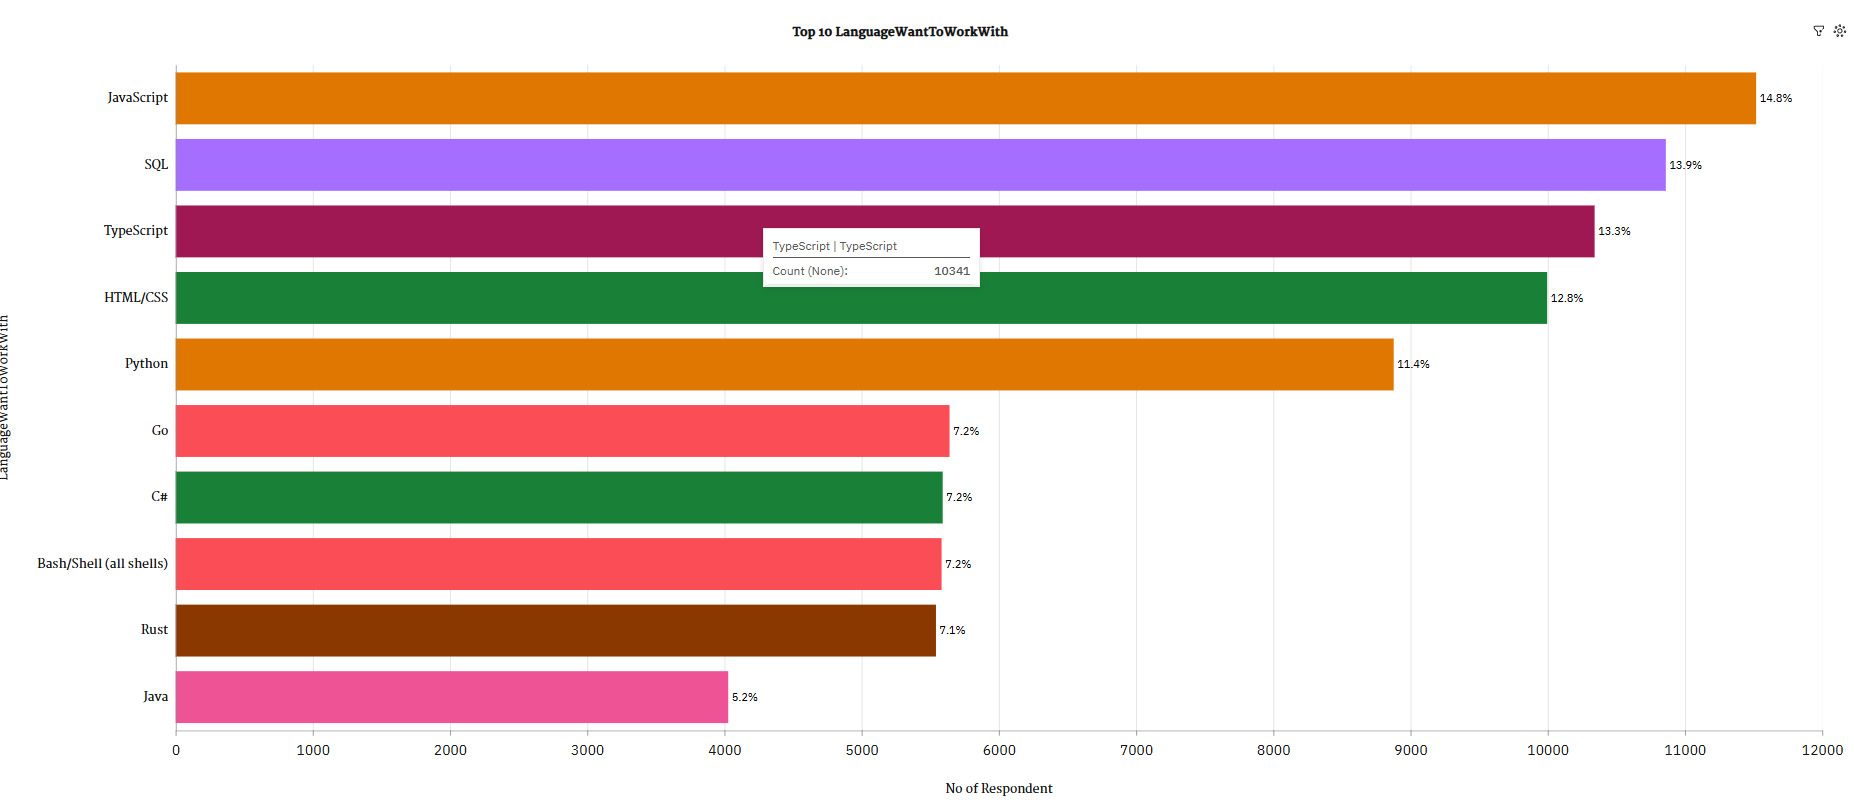 Top 10 LanguageWantToWorkWith
LanguageWantToWorkWith
JavaScript 14.8%
SQL 13.9%
TypeScript 13.3%
TypeScript | TypeScript
Count (None): 10341
HTML/CSS 12.8%
Python 11.4%
Go 7.2%
C# 7.2%
Bash/Shell (all shells) 7.2%
Rust 7.1%
Java 5.2%
0 1000 2000 3000 4000 5000 6000 7000 8000 9000 10000 11000 12000
No of Respondent